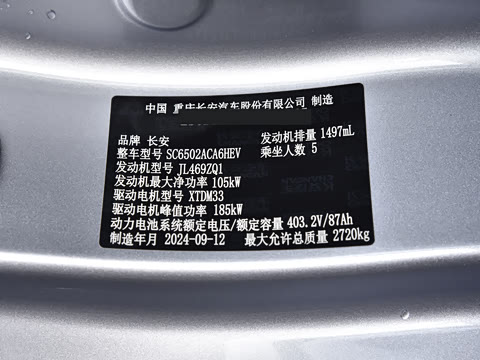 中国 重庆长安汽车股份有限公司 制造
品牌 长安 发动机排量 1497mL
整车型号 SC6502ACA6HEV 乘坐人数 5
发动机型号 JL469ZQ1
发动机最大净功率 105kW
驱动电机型号 XTDM33
驱动电机峰值功率 185kW
动力电池系统额定电压/额定容量 403.2V/87Ah
制造年月 2024-09-12 最大允许总质量 2720kg